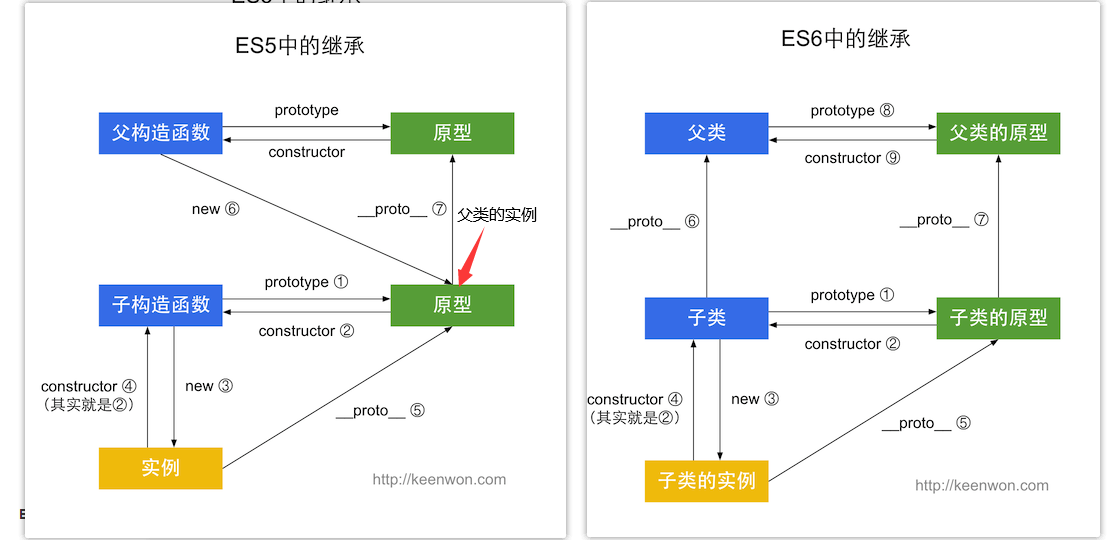 ES5中的继承
prototype
父构造函数
原型
constructor
new ⑥
__proto__ ⑦
父类的实例
prototype ①
子构造函数
原型
constructor ②
constructor ④
(其实就是②)
new ③
__proto__ ⑤
实例
http://keenwon.com
ES6中的继承
prototype ⑧
父类
父类的原型
constructor ⑨
__proto__ ⑥
__proto__ ⑦
prototype ①
子类
子类的原型
constructor ②
constructor ④
(其实就是②)
new ③
__proto__ ⑤
子类的实例
http://keenwon.com